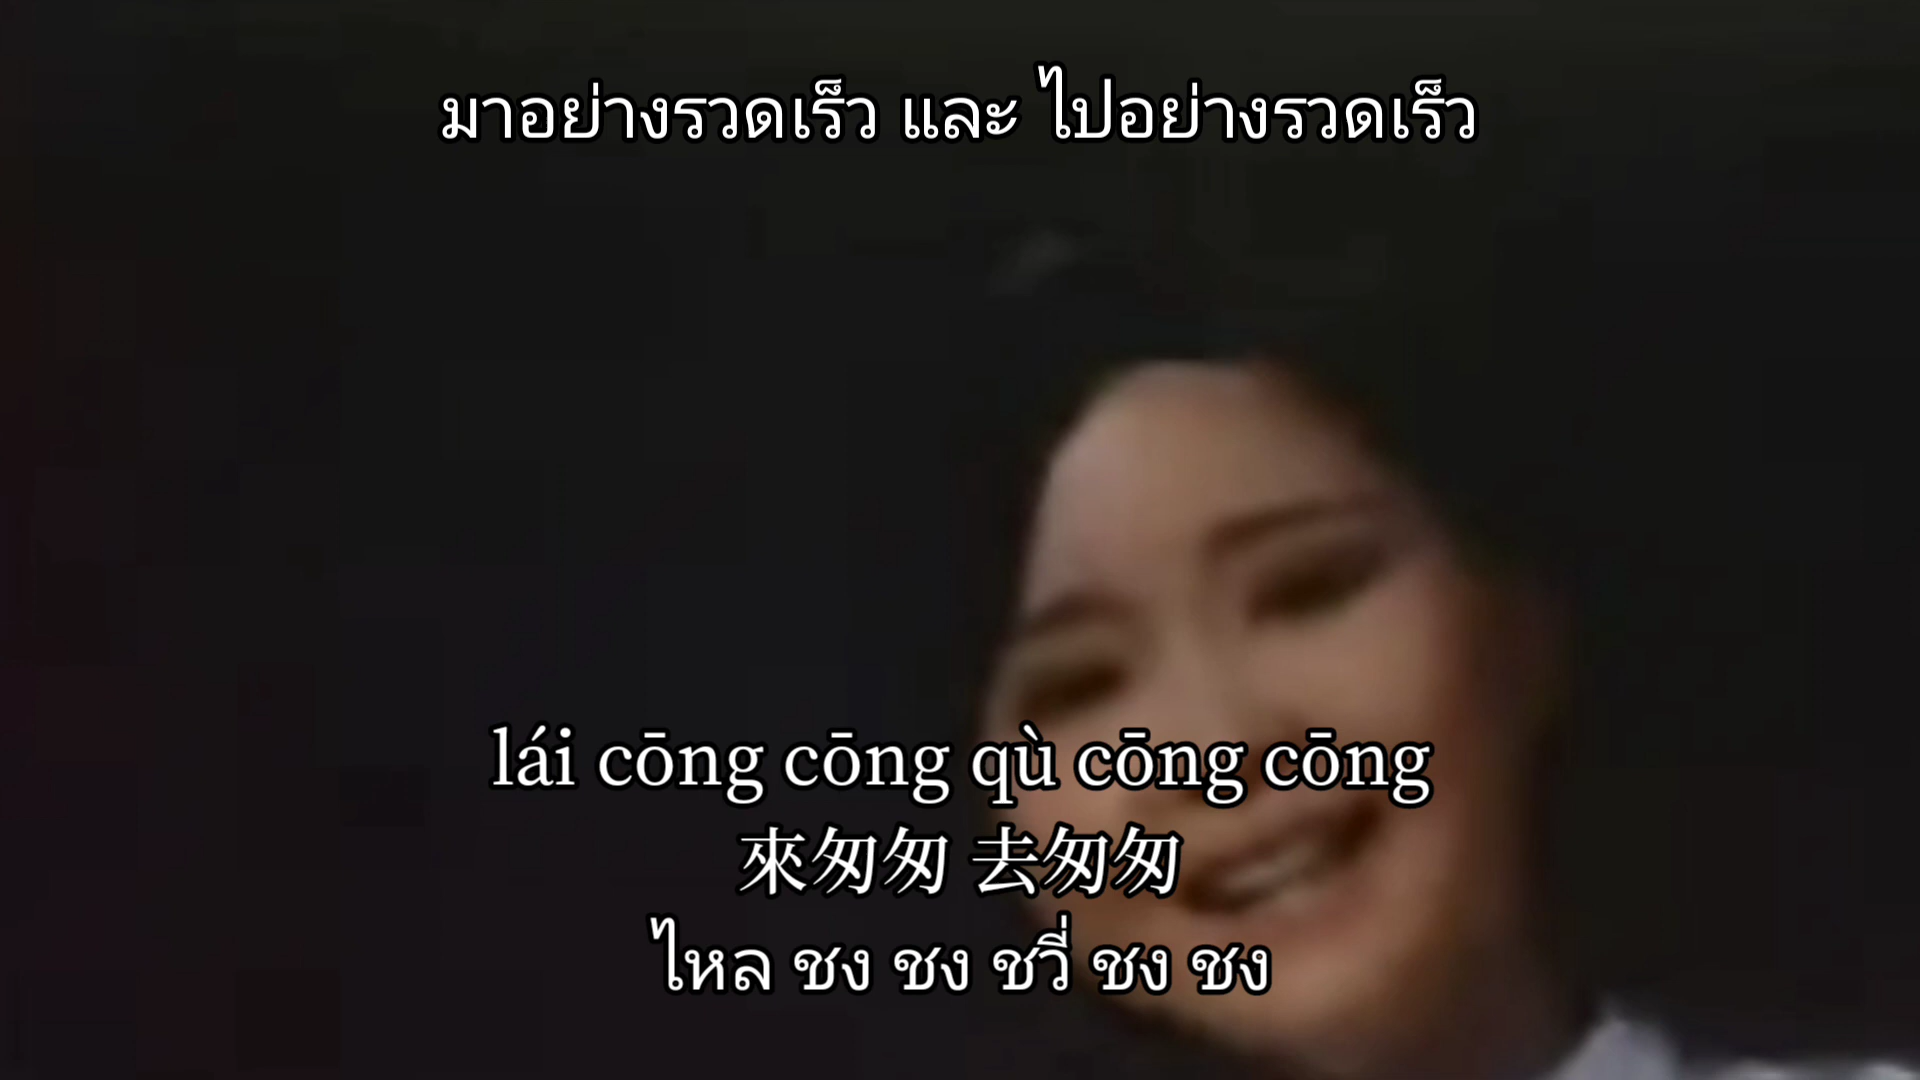 มาอย่างรวดเร็ว และ ไปอย่างรวดเร็ว
lái cōng cōng qù cōng cōng
來匆匆 去匆匆
ไหล ชง ชง ชวี่ ชง ชง